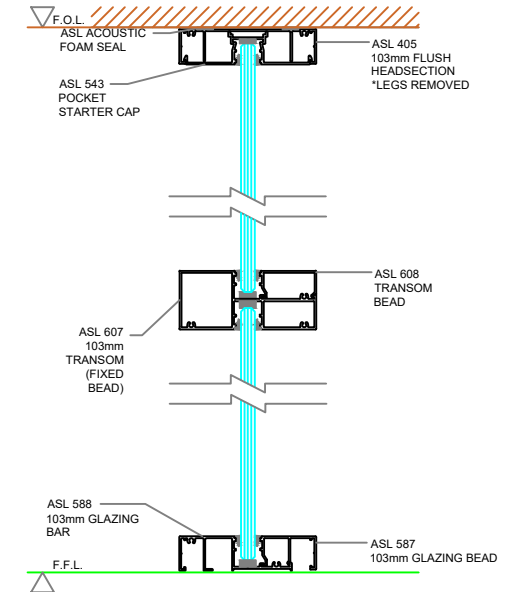 F.O.L.
ASL ACOUSTIC
FOAM SEAL
ASL 405
103mm FLUSH
HEADSECTION
*LEGS REMOVED
ASL 543
POCKET
STARTER CAP
ASL 608
TRANSOM
BEAD
ASL 607
103mm
TRANSOM
(FIXED
BEAD)
ASL 588
103mm GLAZING
BAR
ASL 587
103mm GLAZING BEAD
F.F.L.